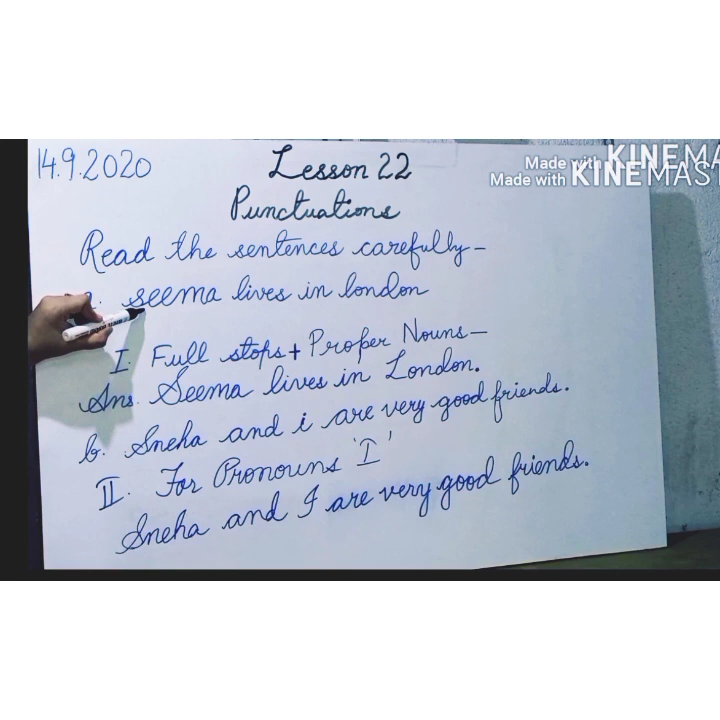 14.9.2020 Lesson 22
Made with KINEMA
Made with KINEMAS
Punctuations
Read the sentences carefully –
. seema lives in london
I. Full stops + Proper Nouns –
Ans. Seema lives in London.
b. Sneha and i are very good friends.
II. For Pronouns 'I'
Sneha and I are very good friends.